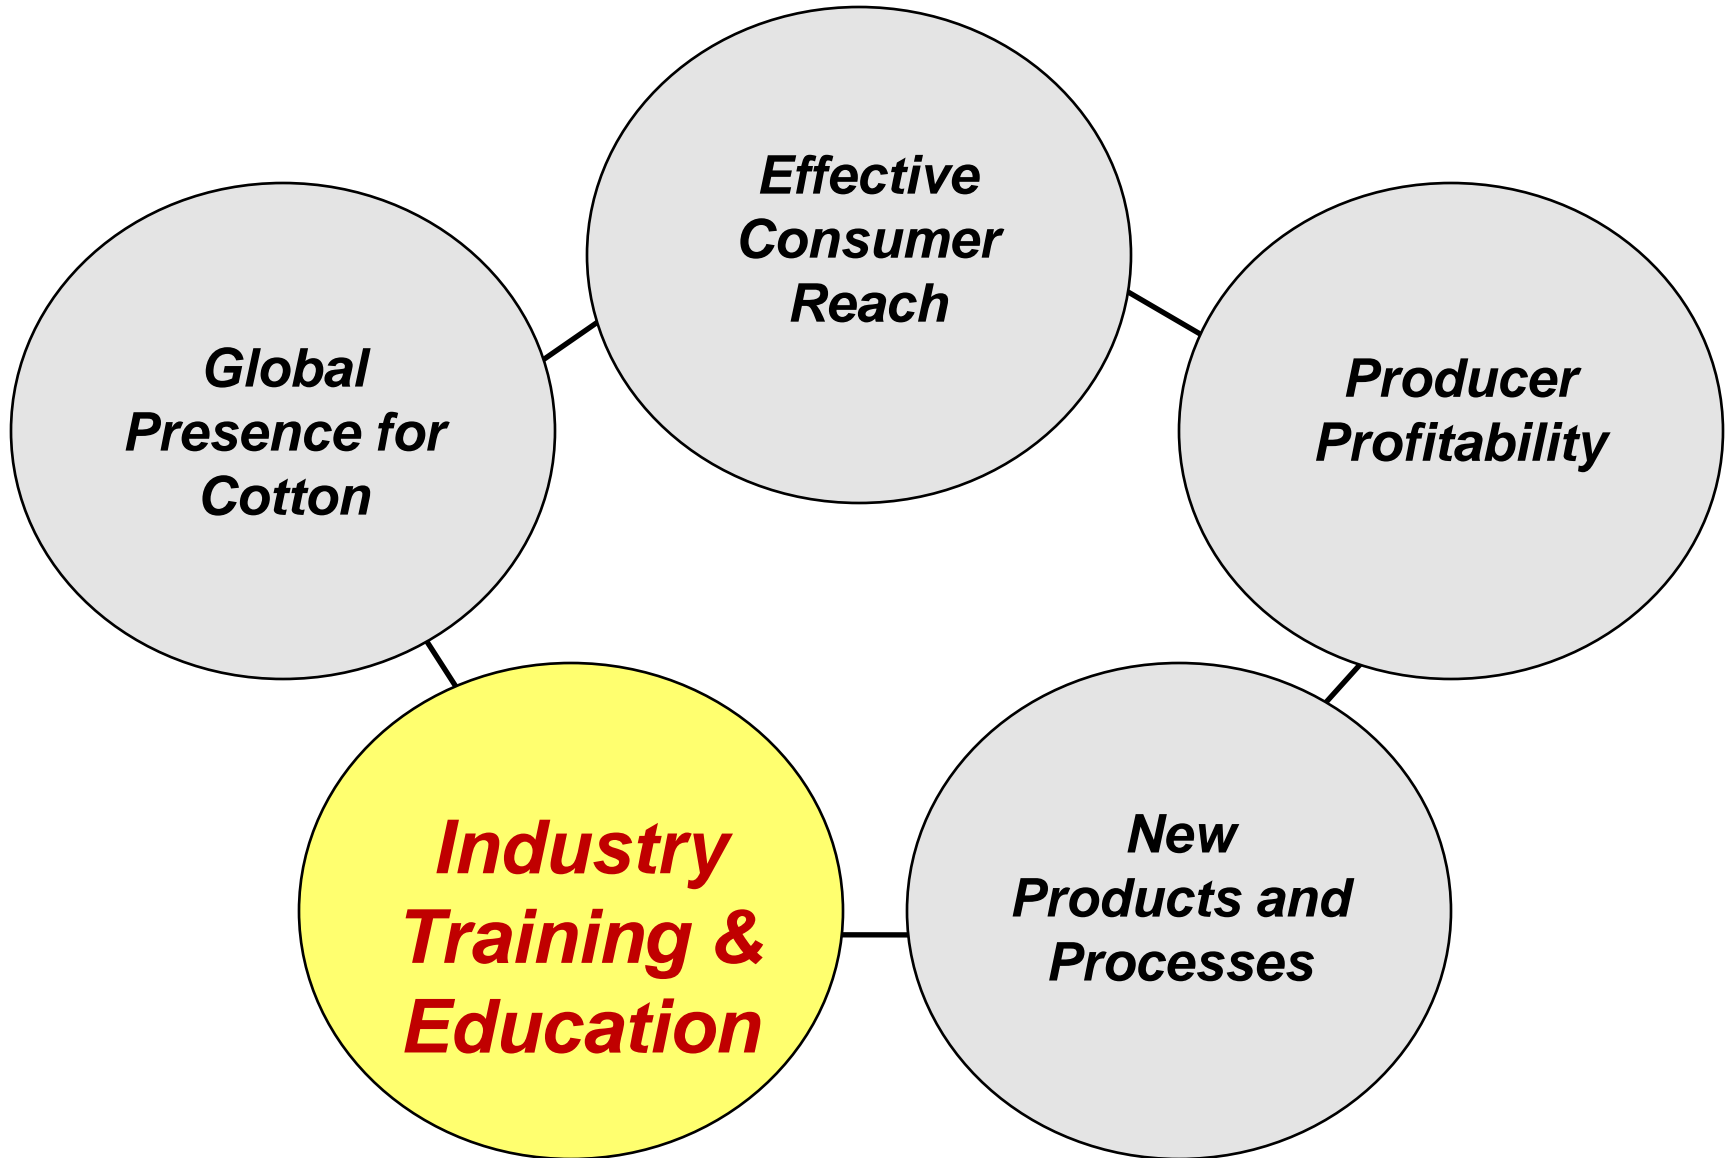 Effective
Consumer
Reach
Global
Presence for
Cotton
Producer
Profitability
Industry
Training &
Education
New
Products and
Processes